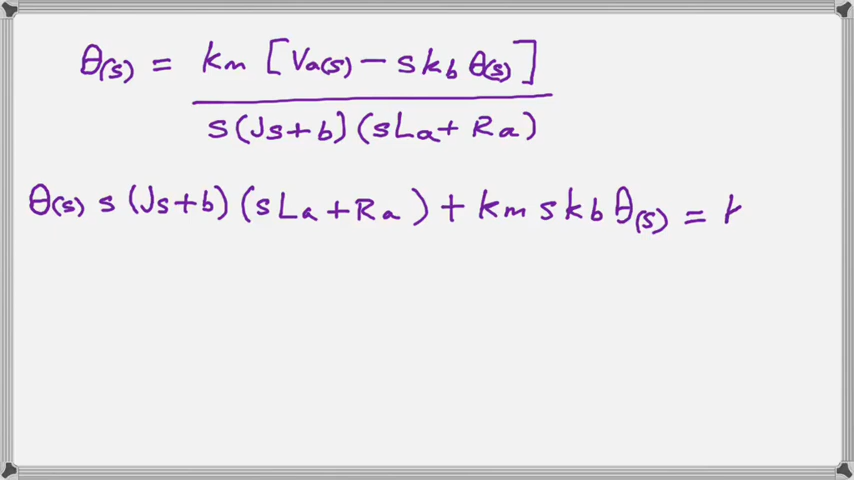 θ(s) = km [Va(s) − s kb θ(s)]
s(Js+b)(sLa+Ra)
θ(s) s (Js+b)(sLa+Ra) + km s kb θ(s) =